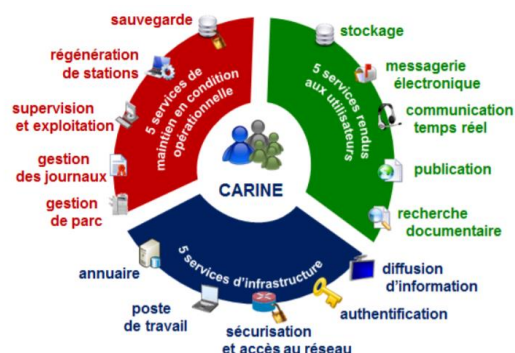 sauvegarde
régénération
de stations
supervision
et exploitation
gestion
des journaux
gestion
de parc
5 services de
maintien en condition
operationnelle
stockage
messagerie
électronique
communication
temps réel
publication
recherche
documentaire
5 services rendus
aux utilisateurs
CARINE
5 services d'infrastructure
annuaire
poste
de travail
sécurisation
et accès au réseau
authentification
diffusion
d'information